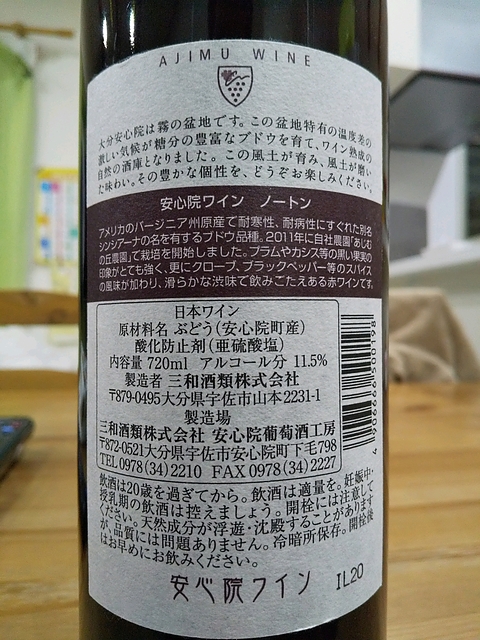 AJIMU WINE
大分安心院は霧の盆地です。この盆地特有の温度差の
激しい気候が糖分の豊富なブドウを育て、ワイン熟成の
自然の酒庫となりました。この風土が育み、風土が磨い
た味わい。その豊かな個性を、どうぞお楽しみください。
安心院ワイン ノートン
アメリカのバージニア州原産で耐寒性、耐病性にすぐれた別名
シンシアーナの名を有するブドウ品種。2011年に自社農園「あじむ
の丘農園」で栽培を開始しました。プラムやカシス等の黒い果実の
印象がとても強く、更にクローブ、ブラックペッパー等のスパイス
の風味が加わり、滑らかな渋味で飲みごたえある赤ワインです。
日本ワイン
原材料名 ぶどう(安心院町産)
酸化防止剤(亜硫酸塩)
内容量 720ml アルコール分 11.5%
製造者 三和酒類株式会社
〒879-0495大分県宇佐市山本2231-1
製造場
三和酒類株式会社 安心院葡萄酒工房
〒872-0521大分県宇佐市安心院町下毛798
TEL0978(34)2210 FAX0978(34)2227
4 906666 500198
飲酒は20歳を過ぎてから。飲酒は適量を。妊娠中・
授乳期の飲酒は控えましょう。開栓には注意して
ください。天然成分が浮遊・沈殿することがあります
が、品質には問題ありません。冷暗所保存。開栓後
はお早めにお飲みください。
安心院ワイン IL20